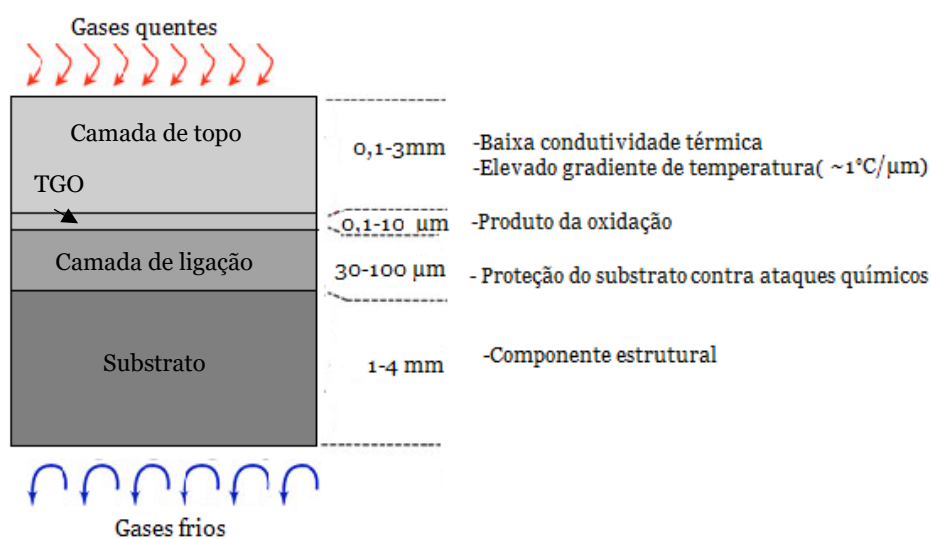 Gases quentes
Camada de topo
0,1-3mm
-Baixa condutividade térmica
-Elevado gradiente de temperatura( ~1°C/µm)
TGO
0,1-10 µm
-Produto da oxidação
Camada de ligação
30-100 µm
- Proteção do substrato contra ataques químicos
Substrato
1-4 mm
-Componente estrutural
Gases frios